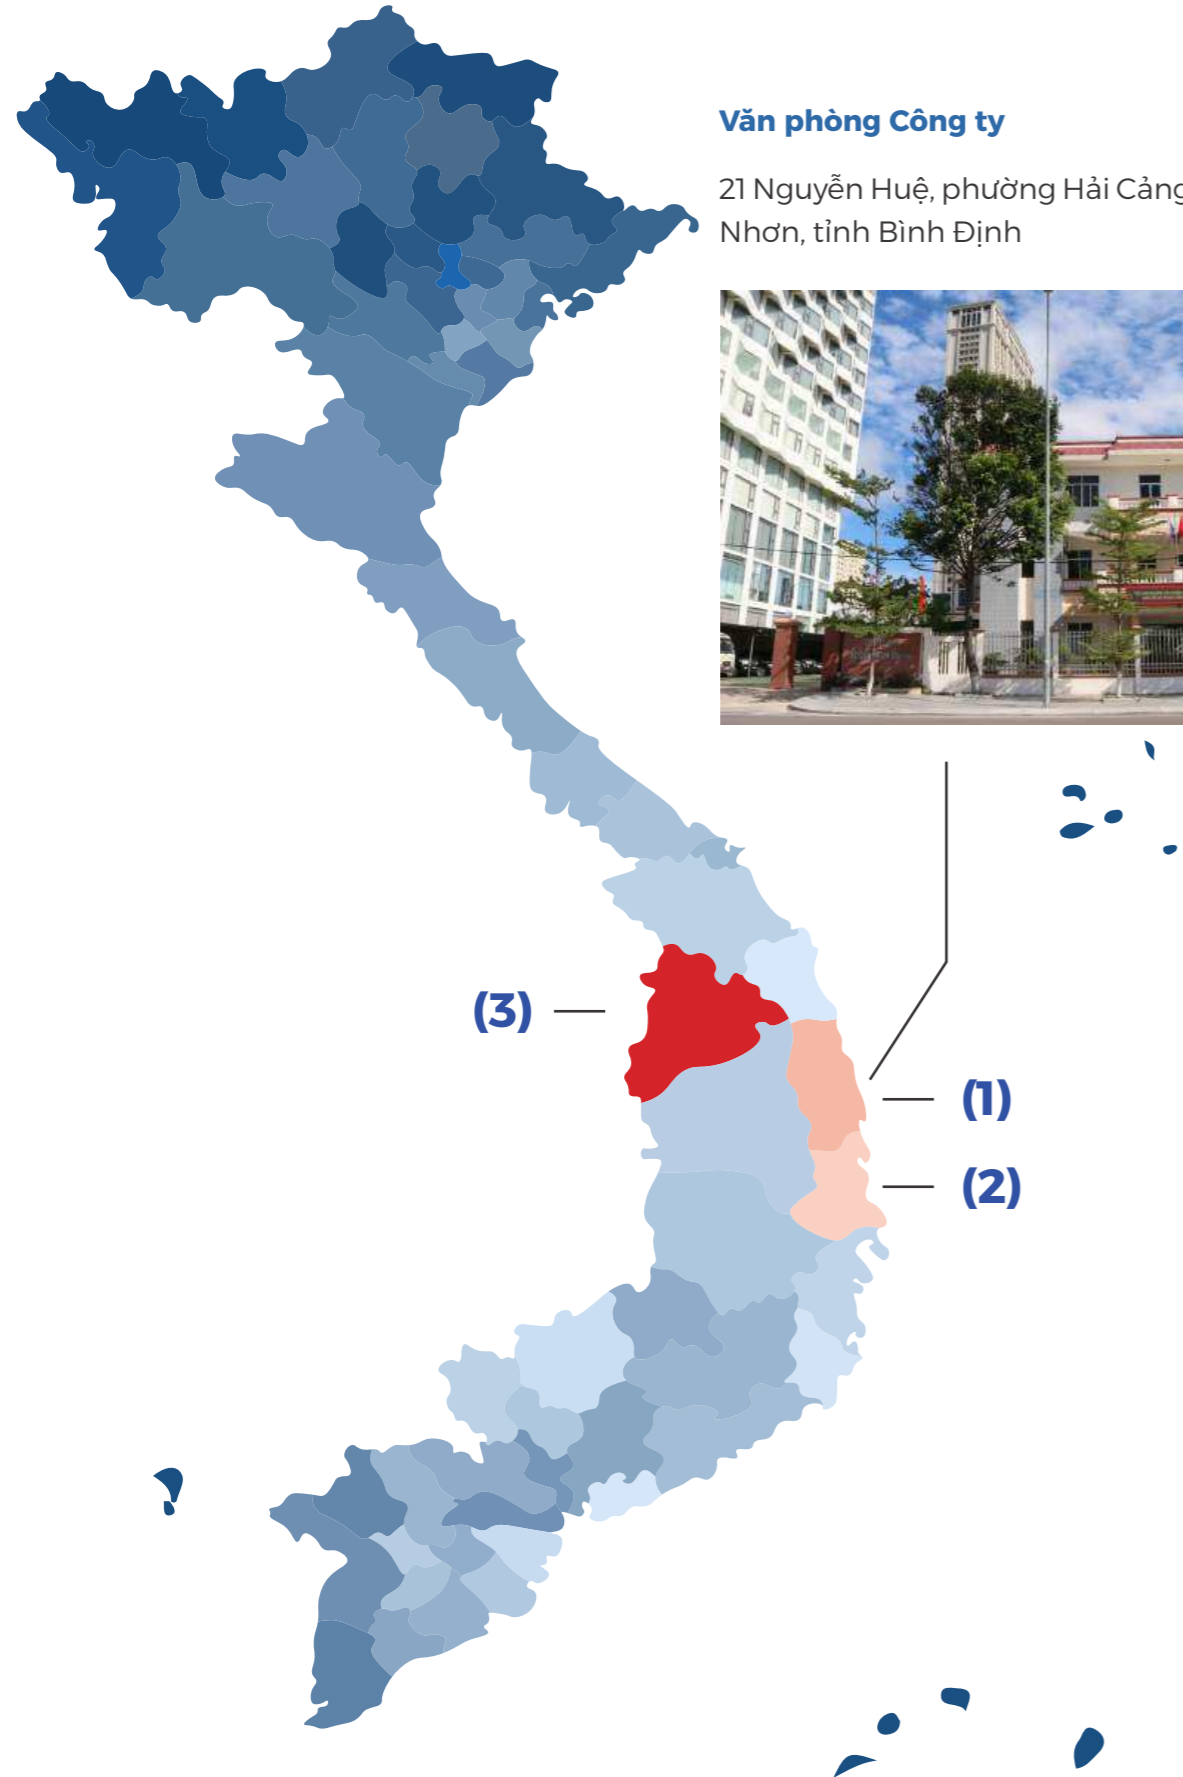 Văn phòng Công ty
21 Nguyễn Huệ, phường Hải Cảng
Nhơn, tỉnh Bình Định
(3)
(1)
(2)